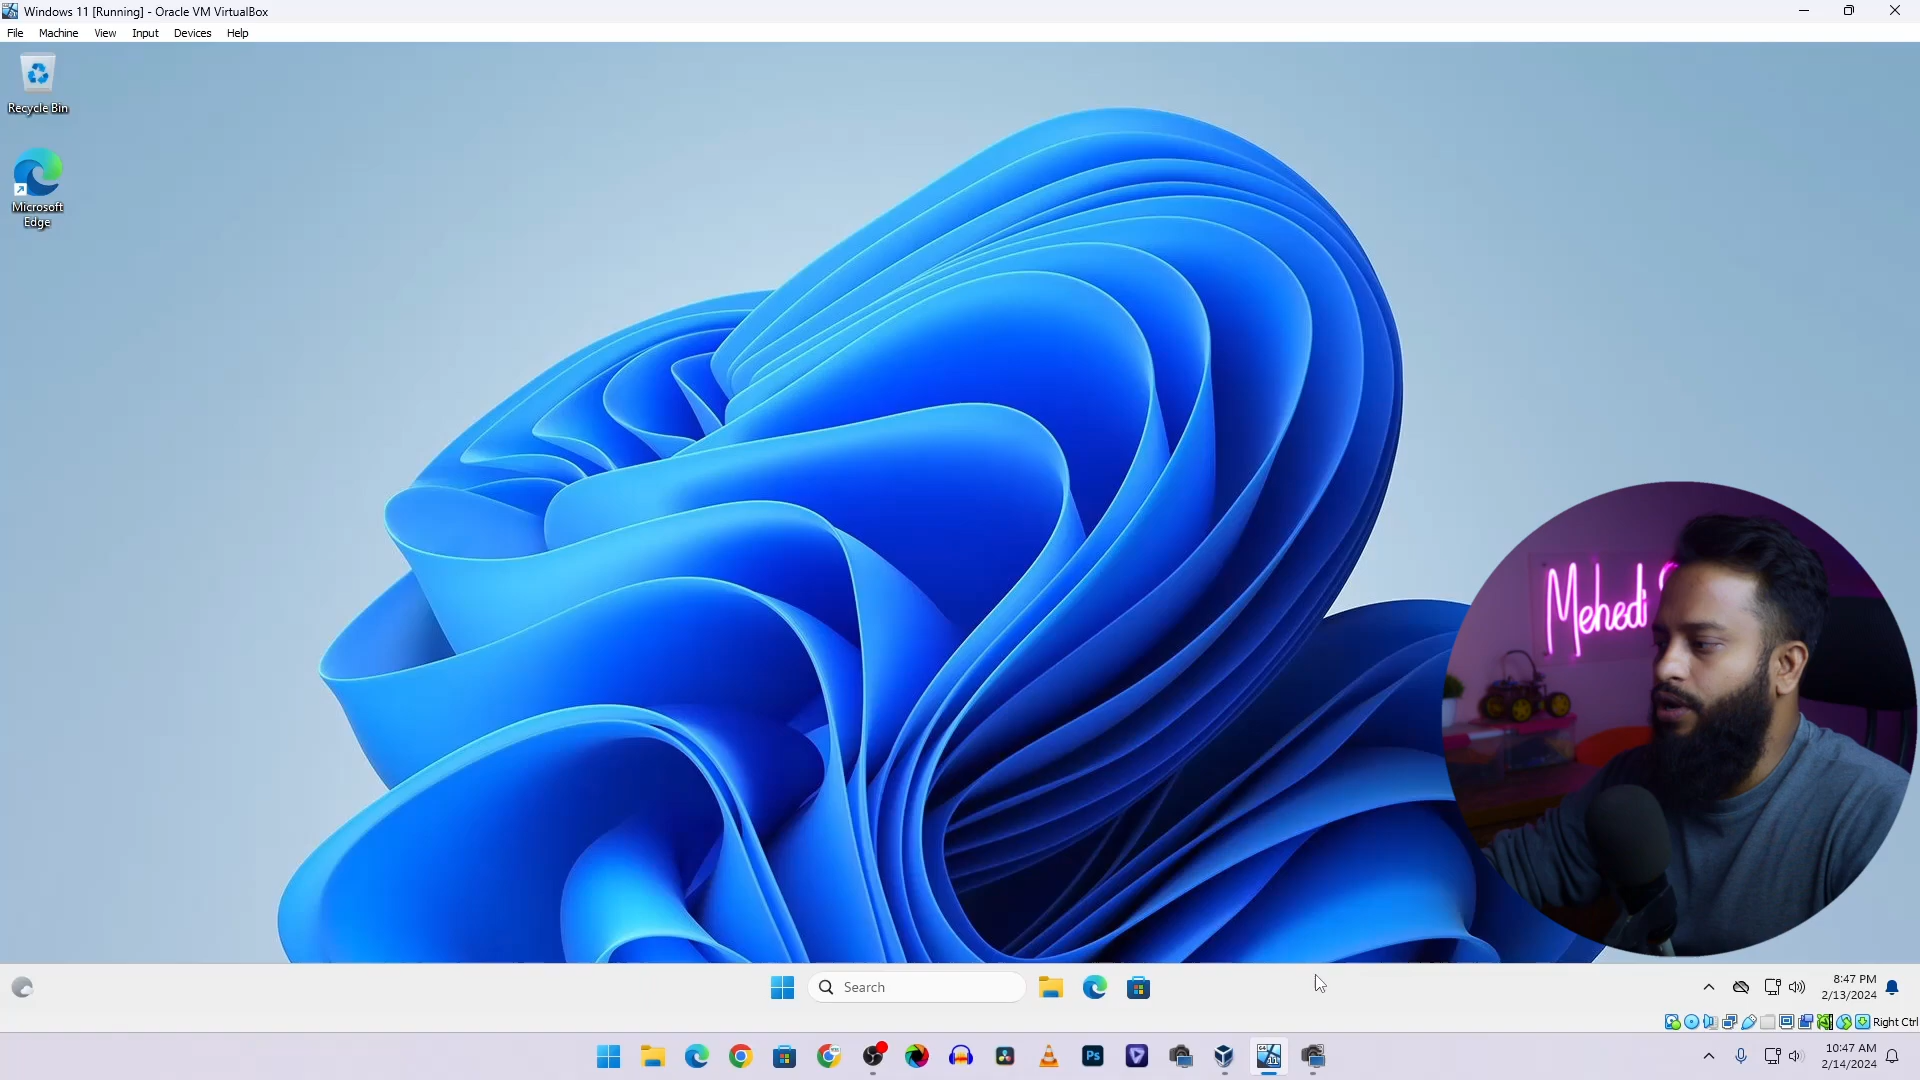 Windows 11 [Running] - Oracle VM VirtualBox
File Machine View Input Devices Help
Recycle Bin
Microsoft
Edge
Mehedi
Search
8:47 PM
2/13/2024
Right Ctrl
Ps
10:47 AM
2/14/2024